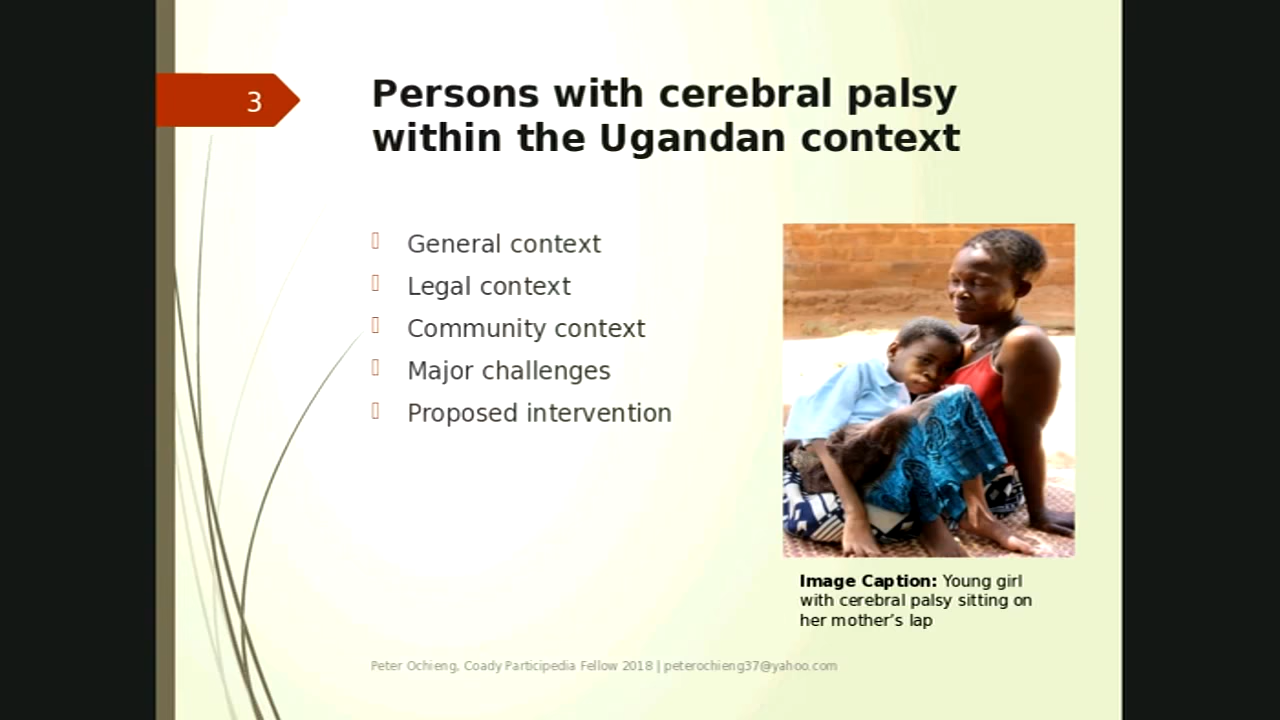 3
Persons with cerebral palsy
within the Ugandan context
General context
Legal context
Community context
Major challenges
Proposed intervention
Image Caption: Young girl
with cerebral palsy sitting on
her mother’s lap
Peter Ochieng, Coady Participedia Fellow 2018 | peterochieng37@yahoo.com